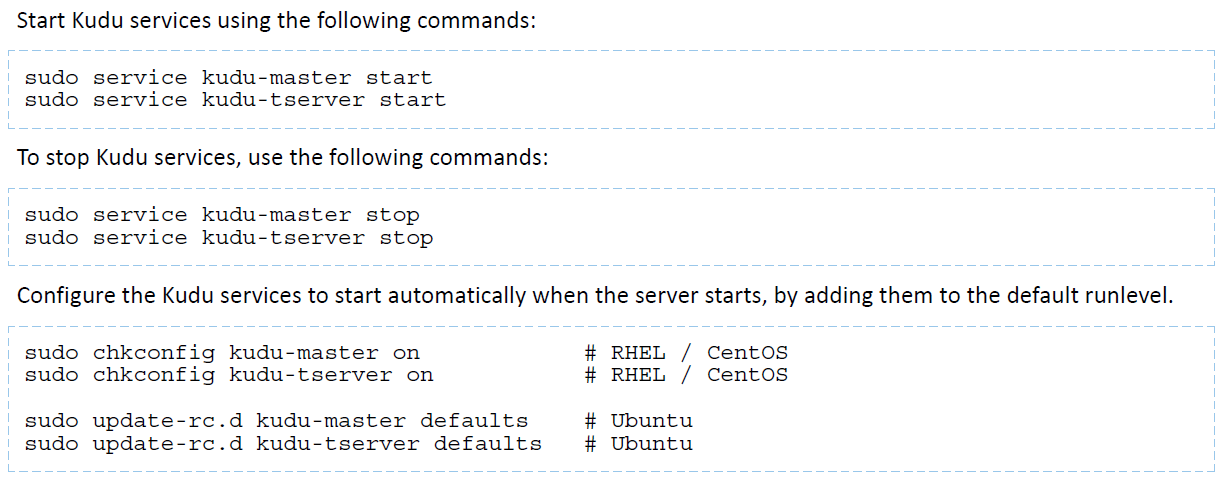 Start Kudu services using the following commands:
sudo service kudu-master start
sudo service kudu-tserver start
To stop Kudu services, use the following commands:
sudo service kudu-master stop
sudo service kudu-tserver stop
Configure the Kudu services to start automatically when the server starts, by adding them to the default runlevel.
sudo chkconfig kudu-master on # RHEL / CentOS
sudo chkconfig kudu-tserver on # RHEL / CentOS
sudo update-rc.d kudu-master defaults # Ubuntu
sudo update-rc.d kudu-tserver defaults # Ubuntu